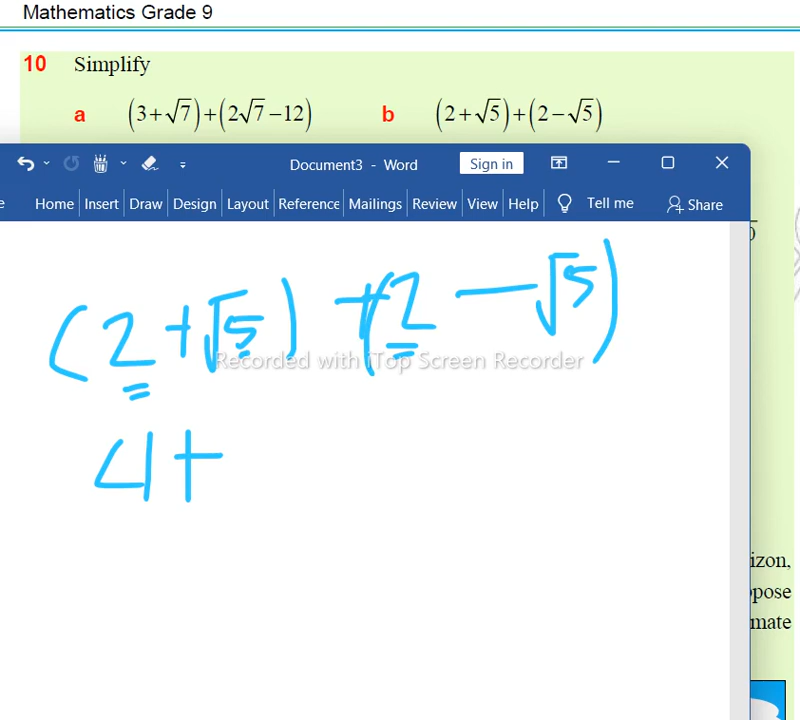 Mathematics Grade 9
10 Simplify
a (3+√7)+(2√7−12) b (2+√5)+(2−√5)
Document3 - Word Sign in
Home Insert Draw Design Layout Reference Mailings Review View Help Tell me Share
(2+√5) +(2 − √5)
Recorded with iTop Screen Recorder
4+
izon,
pose
mate